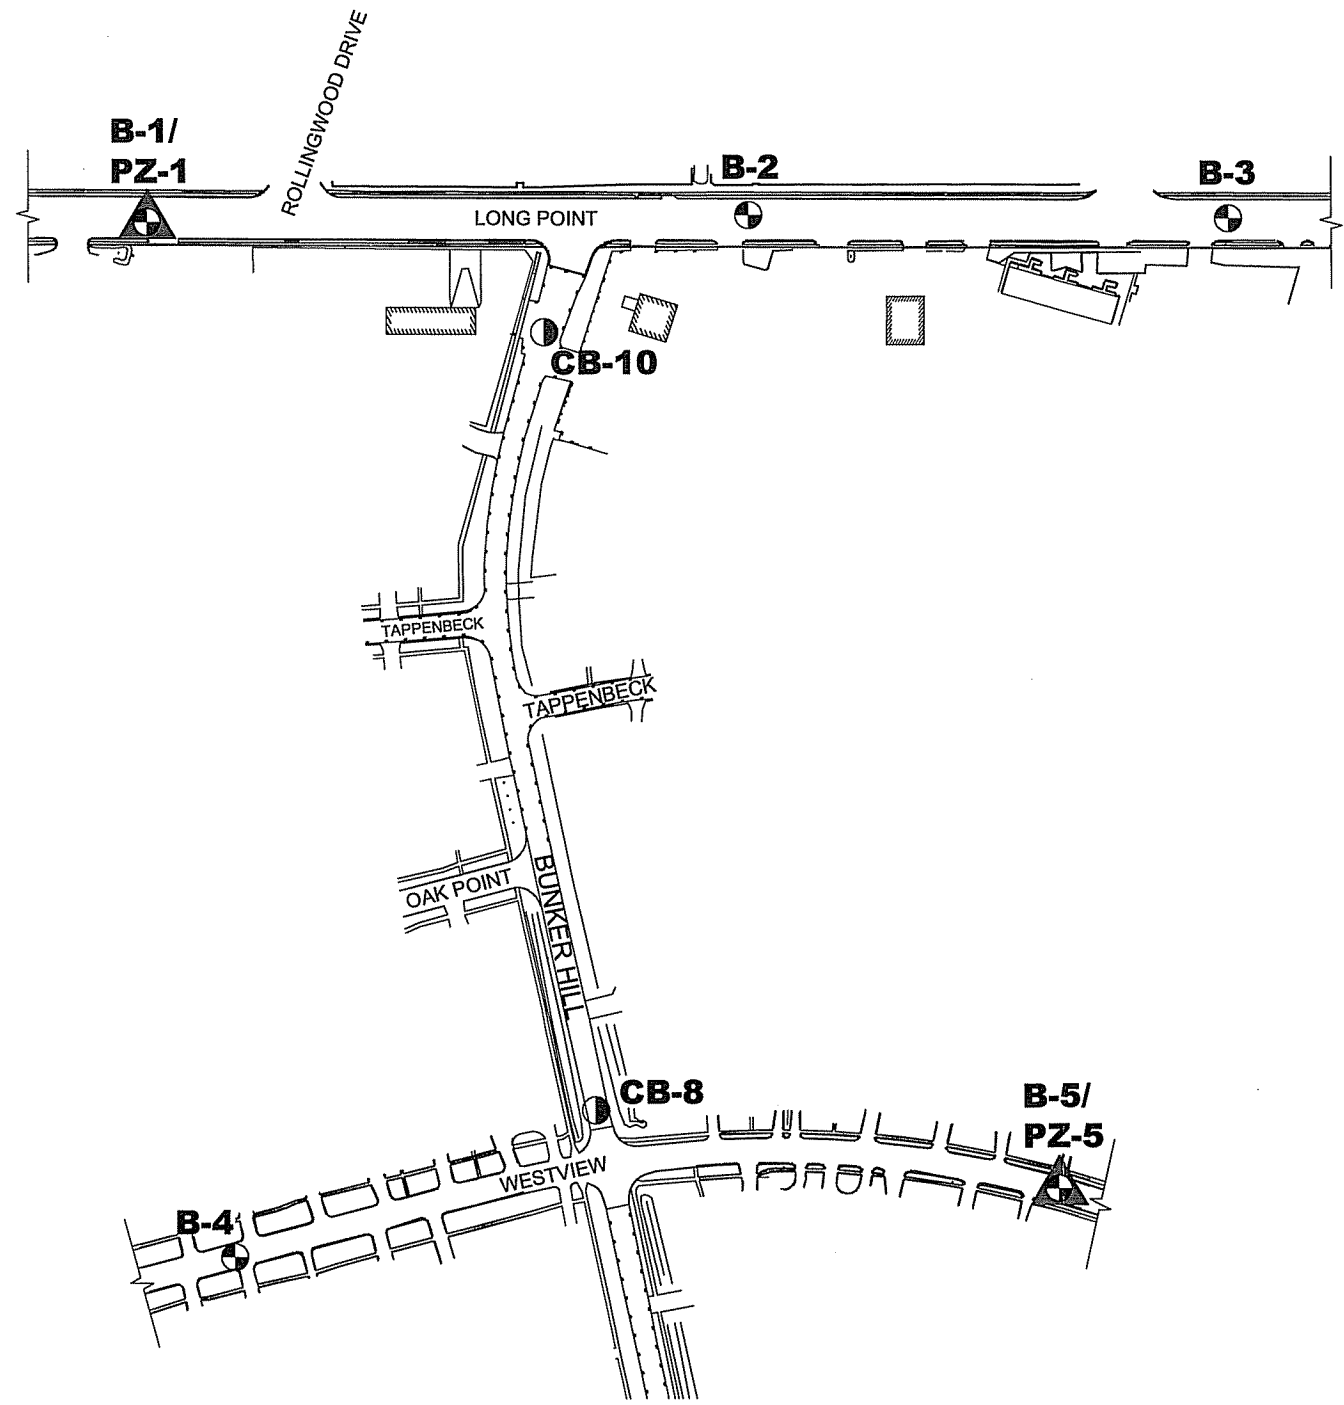 ROLLINGWOOD DRIVE
B-1/
PZ-1
B-2
B-3
LONG POINT
CB-10
TAPPENBECK
TAPPENBECK
OAK POINT
BUNKER HILL
CB-8
B-5/
PZ-5
WESTVIEW
B-4